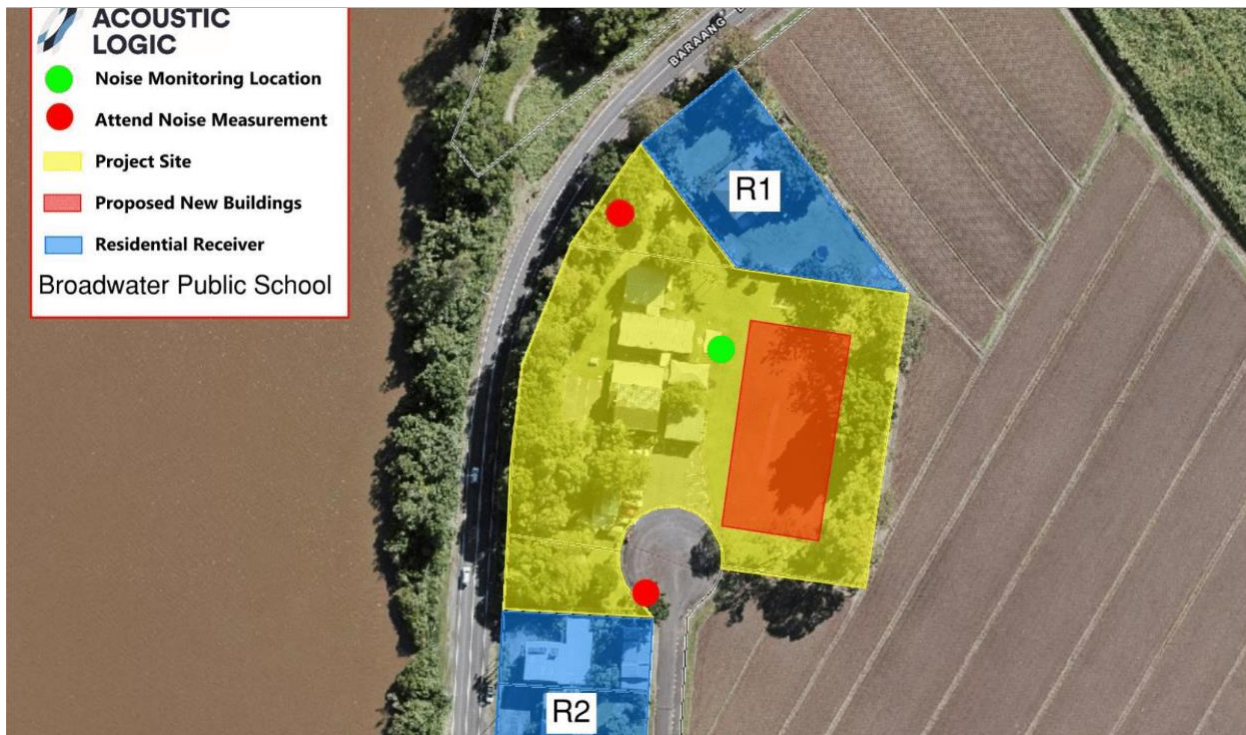 ACOUSTIC
LOGIC
Noise Monitoring Location
Attend Noise Measurement
Project Site
Proposed New Buildings
Residential Receiver
Broadwater Public School
BARAANG
R1
R2